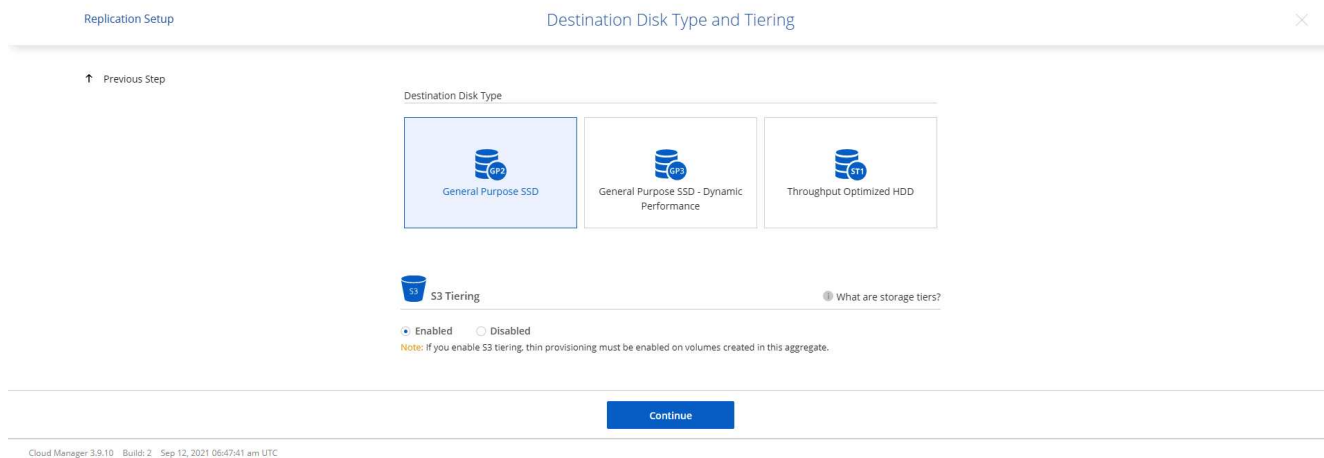 Replication Setup
Destination Disk Type and Tiering
↑ Previous Step
Destination Disk Type
GP2
General Purpose SSD
GP3
General Purpose SSD - Dynamic
Performance
ST1
Throughput Optimized HDD
S3
S3 Tiering
i What are storage tiers?
Enabled
Disabled
Note: If you enable S3 tiering, thin provisioning must be enabled on volumes created in this aggregate.
Continue
Cloud Manager 3.9.10 Build: 2 Sep 12, 2021 06:47:41 am UTC